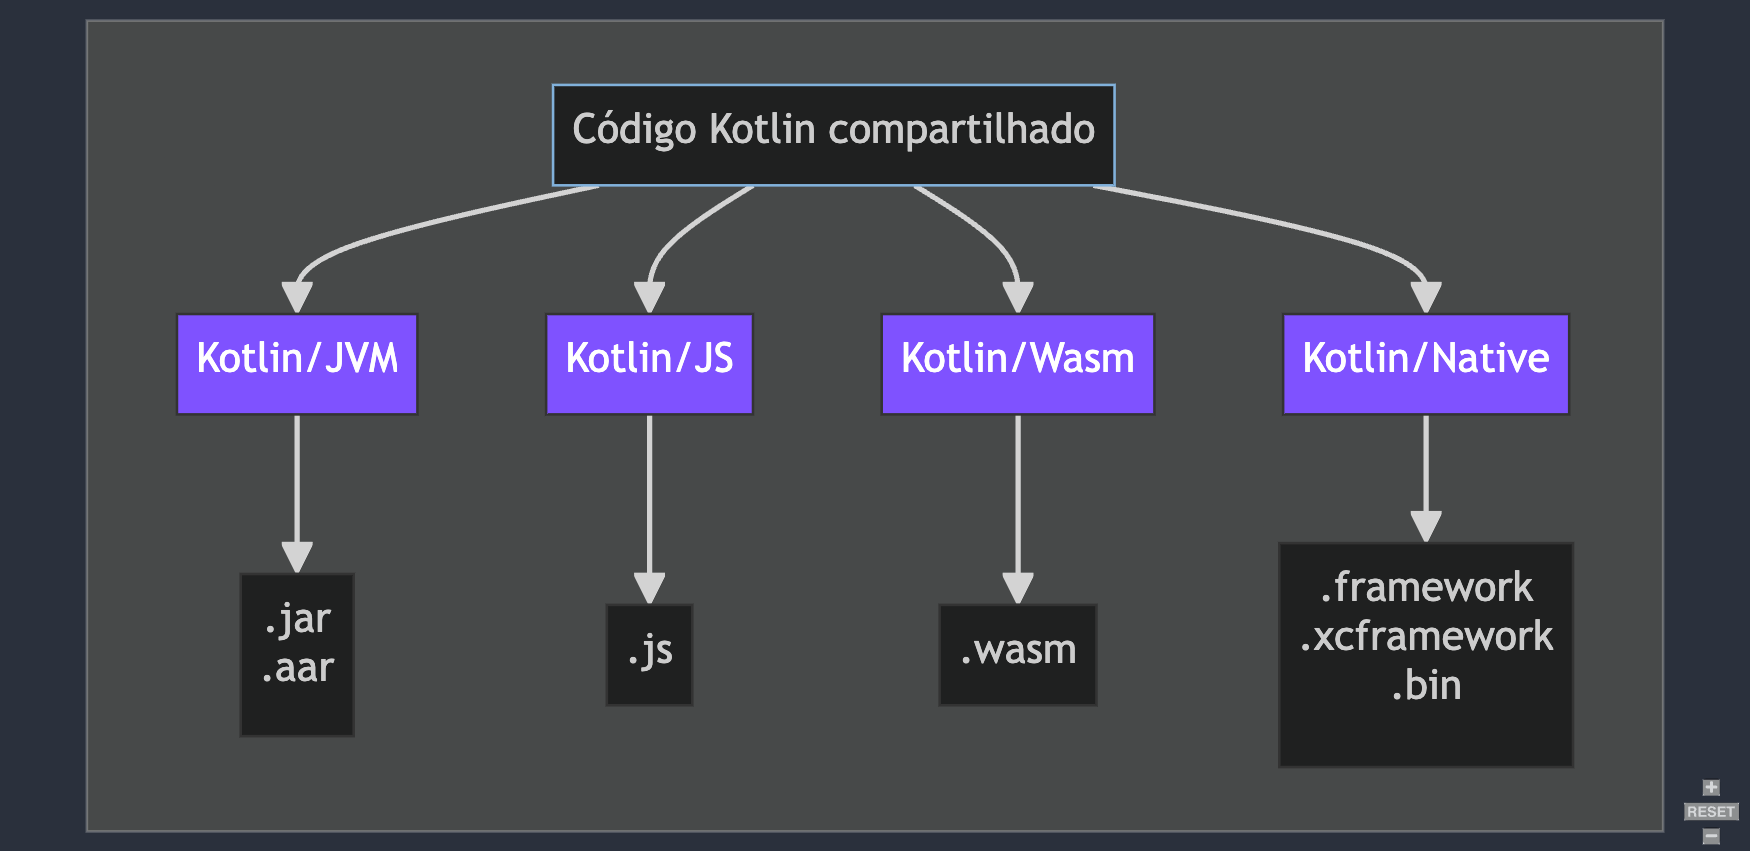 Código Kotlin compartilhado
Kotlin/JVM
Kotlin/JS
Kotlin/Wasm
Kotlin/Native
.jar
.aar
.js
.wasm
.framework
.xcframework
.bin
+
RESET
−